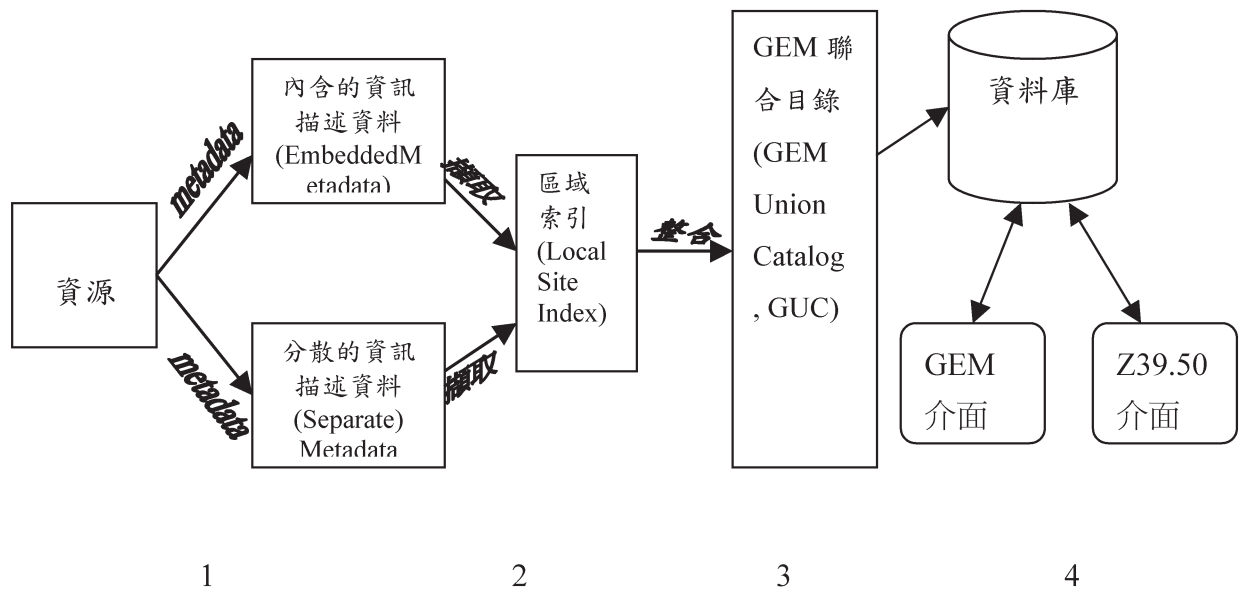 資源
metadata
metadata
內含的資訊
描述資料
(EmbeddedM
etadata)
分散的資訊
描述資料
(Separate)
Metadata
擷取
擷取
區域
索引
(Local
Site
Index)
整合
GEM 聯
合目錄
(GEM
Union
Catalog
, GUC)
資料庫
GEM
介面
Z39.50
介面
1
2
3
4